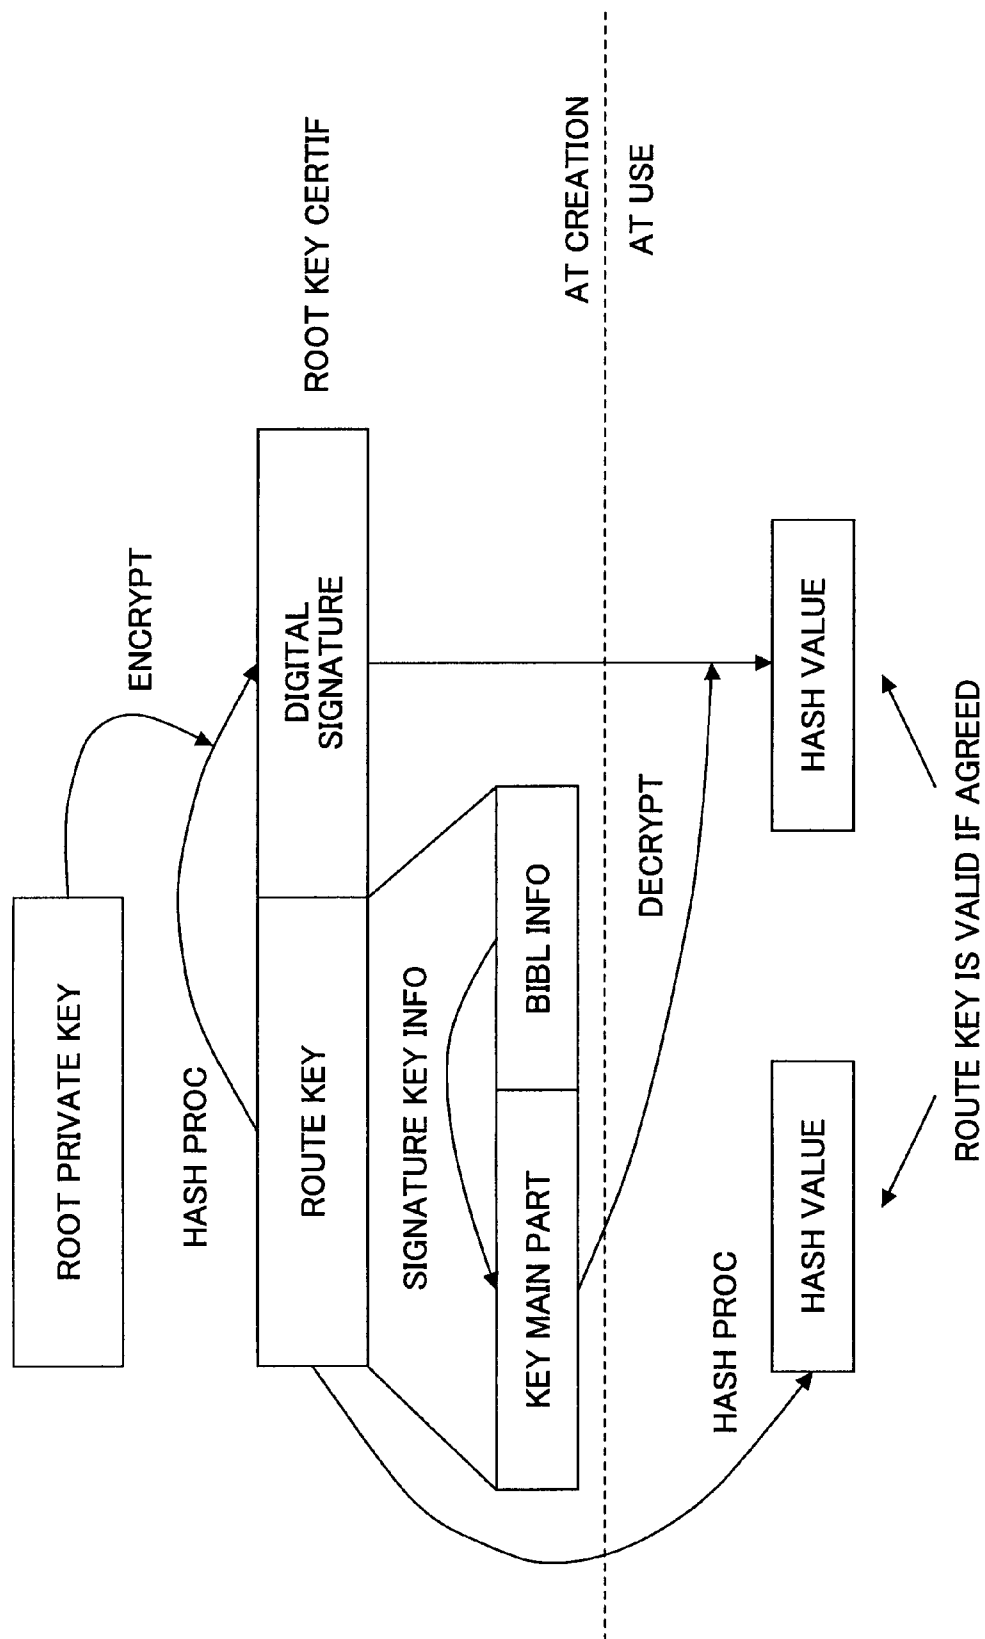 ROOT PRIVATE KEY
ENCRYPT
HASH PROC
ROUTE KEY
DIGITAL
SIGNATURE
ROOT KEY CERTIF
SIGNATURE KEY INFO
KEY MAIN PART
BIBL INFO
AT CREATION
AT USE
DECRYPT
HASH PROC
HASH VALUE
HASH VALUE
ROUTE KEY IS VALID IF AGREED